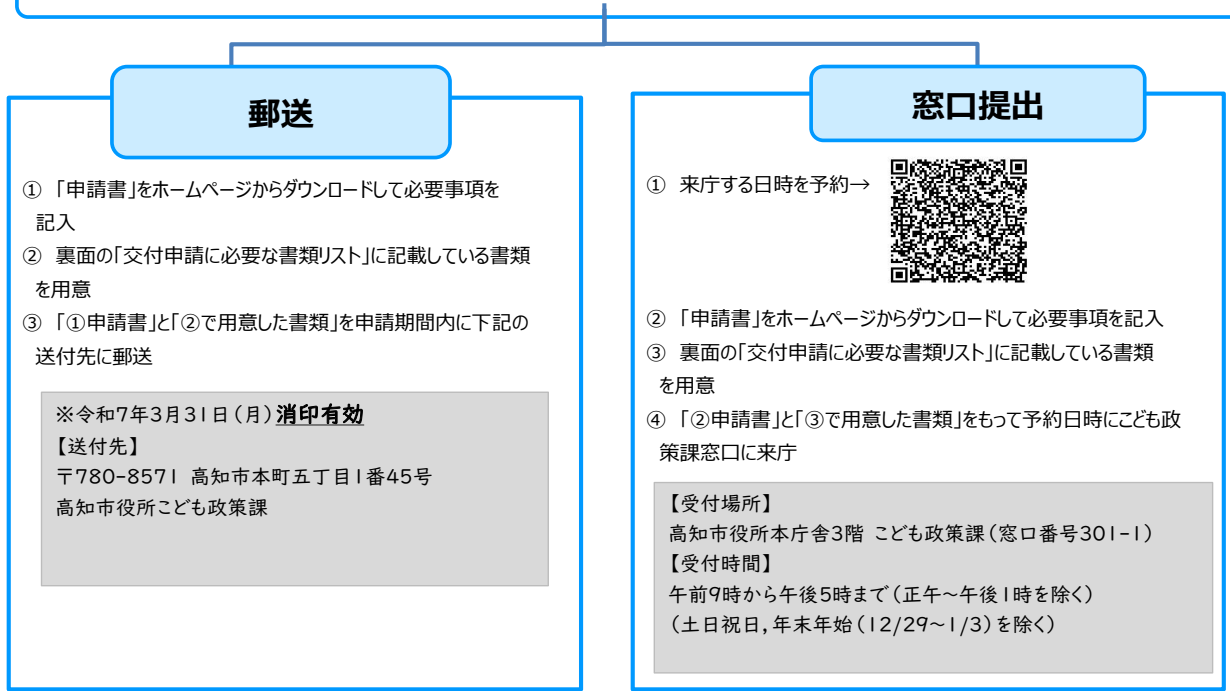 郵送
① 「申請書」をホームページからダウンロードして必要事項を
記入
② 裏面の「交付申請に必要な書類リスト」に記載している書類
を用意
③ 「①申請書」と「②で用意した書類」を申請期間内に下記の
送付先に郵送
※令和7年3月31日（月）消印有効
【送付先】
〒780-8571 高知市本町五丁目1番45号
高知市役所こども政策課
窓口提出
① 来庁する日時を予約→
② 「申請書」をホームページからダウンロードして必要事項を記入
③ 裏面の「交付申請に必要な書類リスト」に記載している書類
を用意
④ 「②申請書」と「③で用意した書類」をもって予約日時にこども政
策課窓口に来庁
【受付場所】
高知市役所本庁舎3階 こども政策課（窓口番号301-1）
【受付時間】
午前9時から午後5時まで（正午～午後1時を除く）
（土日祝日，年末年始（12/29～1/3）を除く）